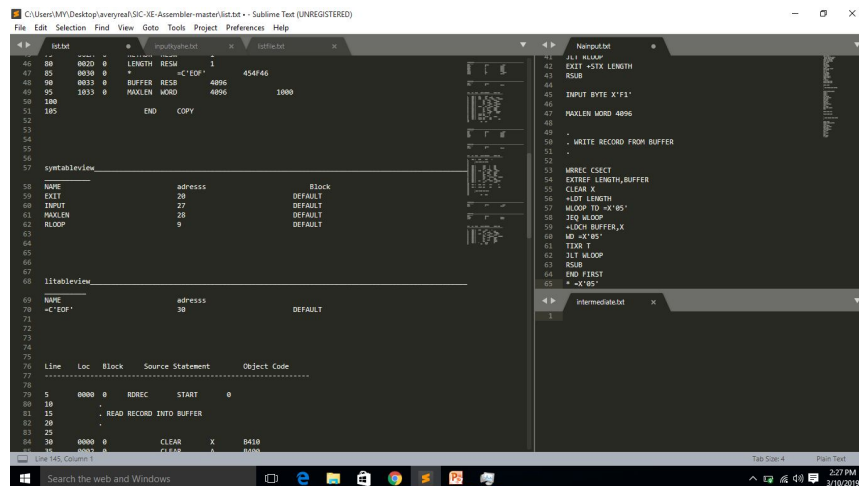 C:\Users\MY\Desktop\averyreal\SIC-XE-Assembler-master\list.txt • - Sublime Text (UNREGISTERED)
File Edit Selection Find View Goto Tools Project Preferences Help
list.txt inputkyahe.txt listfile.txt
46 80 002D 0 LENGTH RESW 1
47 85 0030 0 * =C'EOF' 454F46
48 90 0033 0 BUFFER RESB 4096
49 95 1033 0 MAXLEN WORD 4096 1000
50 100
51 105 END COPY
52
53
54
55
56
57 symtableview
58 NAME adresss Block
59 EXIT 20 DEFAULT
60 INPUT 27 DEFAULT
61 MAXLEN 28 DEFAULT
62 RLOOP 9 DEFAULT
63
64
65
66
67
68 litableview
69 NAME adresss
70 =C'EOF' 30 DEFAULT
71
72
73
74
75
76 Line Loc Block Source Statement Object Code
77 ----------------------------------------------------------------
78
79 5 0000 0 RDREC START 0
80 10 .
81 15 . READ RECORD INTO BUFFER
82 20 .
83 25
84 30 0000 0 CLEAR X B410
85 35 0002 0 CLEAR A B400
Nainput.txt
41 JLT RLOOP
42 EXIT +STX LENGTH
43 RSUB
44
45 INPUT BYTE X'F1'
46
47 MAXLEN WORD 4096
48
49 .
50 . WRITE RECORD FROM BUFFER
51 .
52
53 WRREC CSECT
54 EXTREF LENGTH,BUFFER
55 CLEAR X
56 +LDT LENGTH
57 WLOOP TD =X'05'
58 JEQ WLOOP
59 +LDCH BUFFER,X
60 WD =X'05'
61 TIXR T
62 JLT WLOOP
63 RSUB
64 END FIRST
65 * =X'05'
intermediate.txt
1
Line 145, Column 1 Tab Size: 4 Plain Text
Search the web and Windows
2:27 PM
3/10/2019